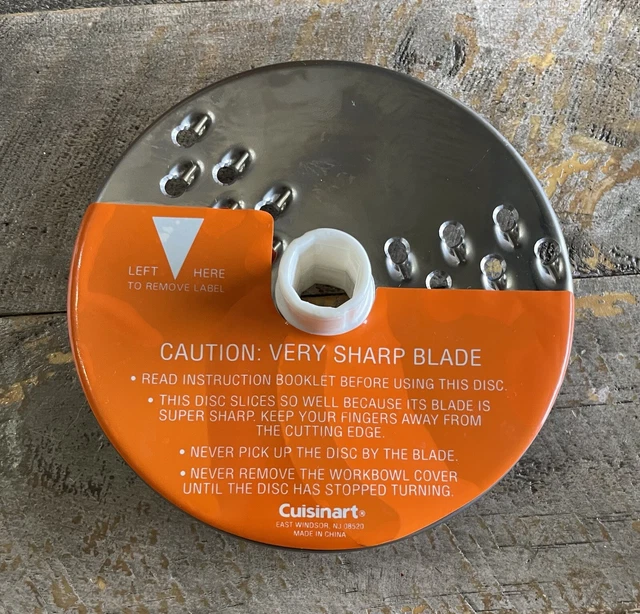 LEFT HERE
TO REMOVE LABEL
CAUTION: VERY SHARP BLADE
• READ INSTRUCTION BOOKLET BEFORE USING THIS DISC.
• THIS DISC SLICES SO WELL BECAUSE ITS BLADE IS
SUPER SHARP. KEEP YOUR FINGERS AWAY FROM
THE CUTTING EDGE.
• NEVER PICK UP THE DISC BY THE BLADE.
• NEVER REMOVE THE WORKBOWL COVER
UNTIL THE DISC HAS STOPPED TURNING.
Cuisinart®
EAST WINDSOR, NJ 08520
MADE IN CHINA